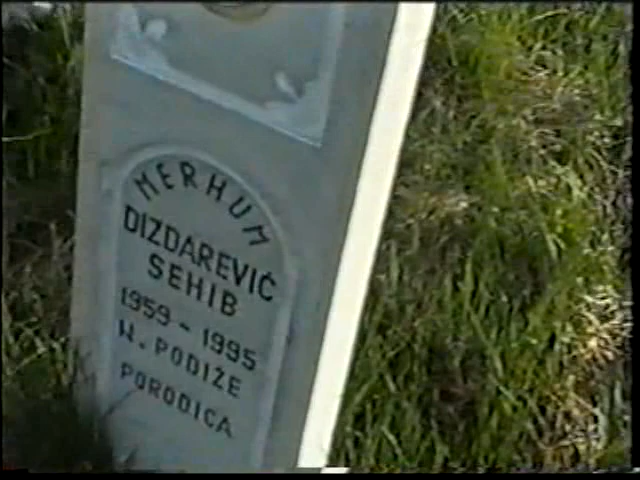 MERHUM
DIZDAREVIĆ
SEHIB
1959 - 1995
N. PODIŽE
PORODICA